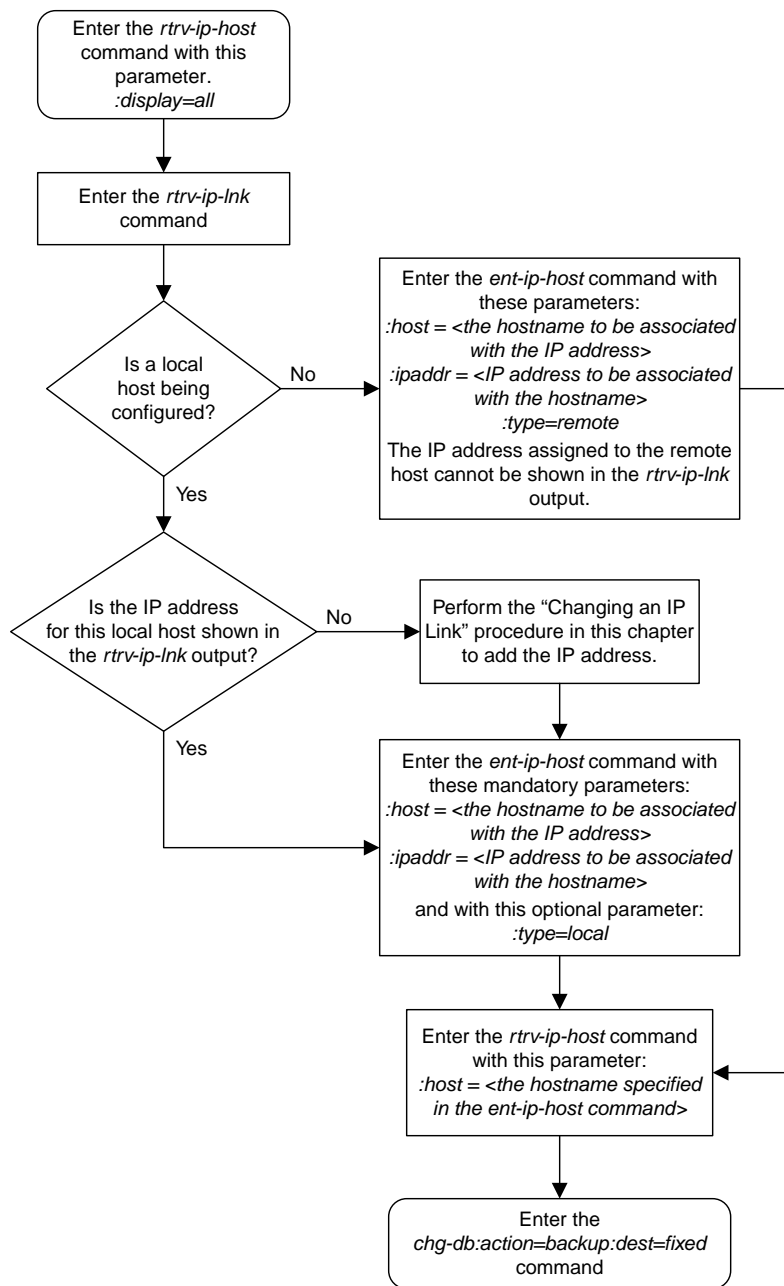 Enter the rtrv-ip-host
command with this
parameter.
:display=all
Enter the rtrv-ip-lnk
command
Is a local
host being
configured?
No
Yes
Enter the ent-ip-host command with
these parameters:
:host = <the hostname to be associated
with the IP address>
:ipaddr = <IP address to be associated
with the hostname>
:type=remote
The IP address assigned to the remote
host cannot be shown in the rtrv-ip-lnk
output.
Is the IP address
for this local host shown in
the rtrv-ip-lnk output?
No
Yes
Perform the “Changing an IP
Link” procedure in this chapter
to add the IP address.
Enter the ent-ip-host command with
these mandatory parameters:
:host = <the hostname to be associated
with the IP address>
:ipaddr = <IP address to be associated
with the hostname>
and with this optional parameter:
:type=local
Enter the rtrv-ip-host command
with this parameter:
:host = <the hostname specified
in the ent-ip-host command>
Enter the
chg-db:action=backup:dest=fixed
command